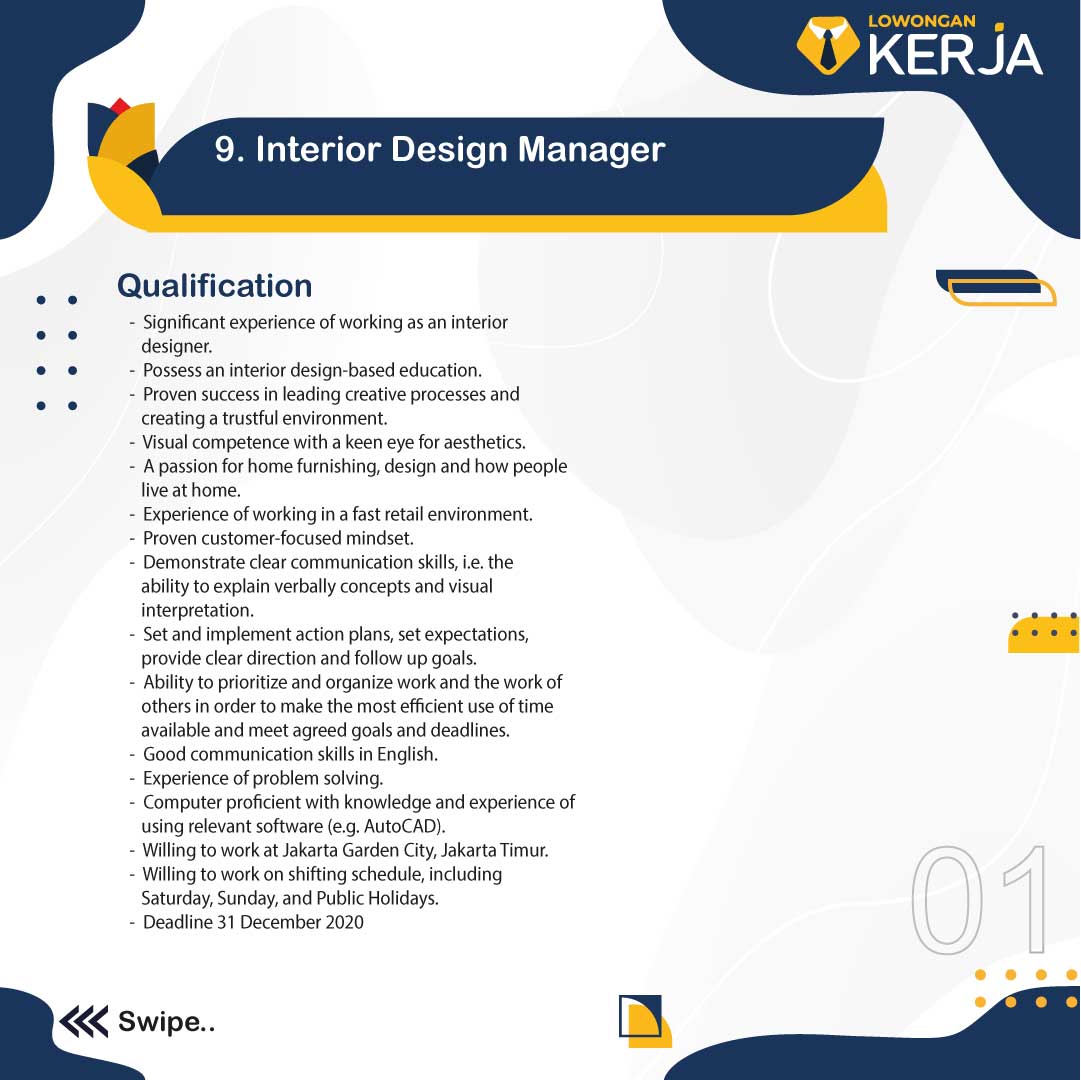 LOWONGAN
KERJA
9. Interior Design Manager
Qualification
- Significant experience of working as an interior
designer.
- Possess an interior design-based education.
- Proven success in leading creative processes and
creating a trustful environment.
- Visual competence with a keen eye for aesthetics.
- A passion for home furnishing, design and how people
live at home.
- Experience of working in a fast retail environment.
- Proven customer-focused mindset.
- Demonstrate clear communication skills, i.e. the
ability to explain verbally concepts and visual
interpretation.
- Set and implement action plans, set expectations,
provide clear direction and follow up goals.
- Ability to prioritize and organize work and the work of
others in order to make the most efficient use of time
available and meet agreed goals and deadlines.
- Good communication skills in English.
- Experience of problem solving.
- Computer proficient with knowledge and experience of
using relevant software (e.g. AutoCAD).
- Willing to work at Jakarta Garden City, Jakarta Timur.
- Willing to work on shifting schedule, including
Saturday, Sunday, and Public Holidays.
- Deadline 31 December 2020
01
Swipe..